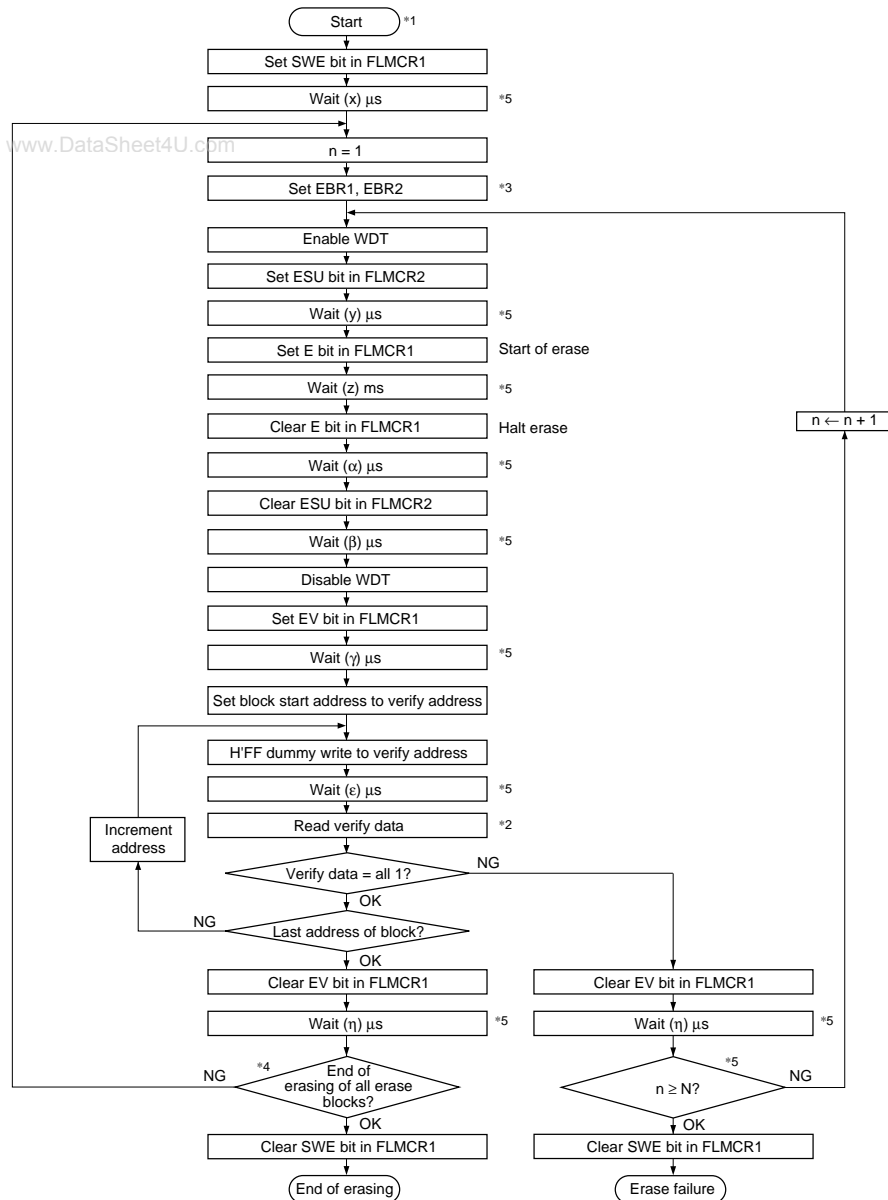 Start
*1
Set SWE bit in FLMCR1
Wait (x) μs
*5
www.DataSheet4U.com
n = 1
Set EBR1, EBR2
*3
Enable WDT
Set ESU bit in FLMCR2
Wait (y) μs
*5
Set E bit in FLMCR1
Start of erase
Wait (z) ms
*5
Clear E bit in FLMCR1
Halt erase
n ← n + 1
Wait (α) μs
*5
Clear ESU bit in FLMCR2
Wait (β) μs
*5
Disable WDT
Set EV bit in FLMCR1
Wait (γ) μs
*5
Set block start address to verify address
H'FF dummy write to verify address
Wait (ε) μs
*5
Increment
address
Read verify data
*2
Verify data = all 1?
NG
OK
NG
Last address of block?
OK
Clear EV bit in FLMCR1
Clear EV bit in FLMCR1
Wait (η) μs
*5
Wait (η) μs
*5
NG
*4
End of
erasing of all erase
blocks?
*5
n ≥ N?
NG
OK
OK
Clear SWE bit in FLMCR1
Clear SWE bit in FLMCR1
End of erasing
Erase failure